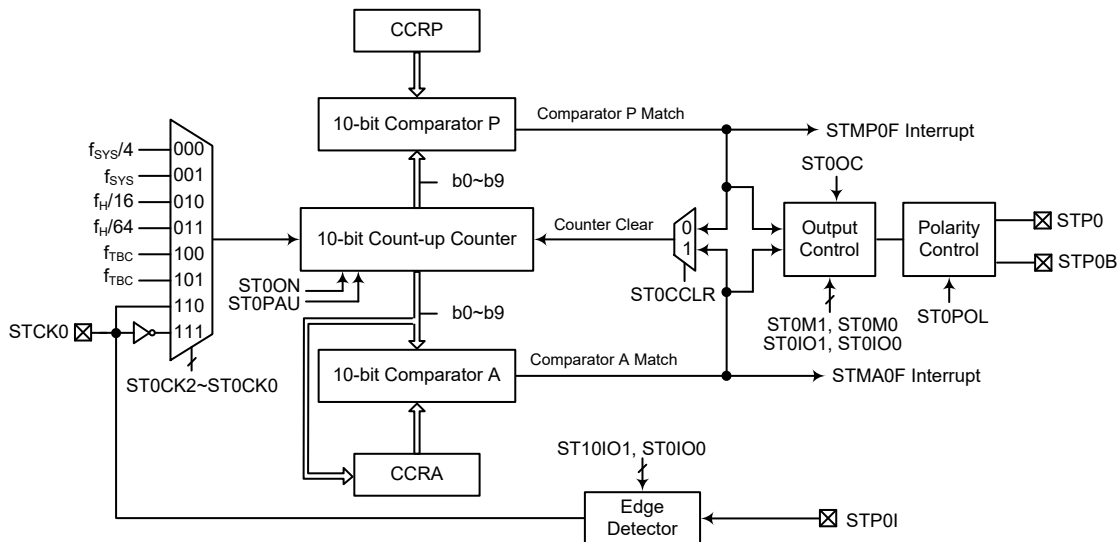 CCRP
10-bit Comparator P
Comparator P Match
STMP0F Interrupt
b0~b9
fSYS/4
fSYS
fH/16
fH/64
fTBC
fTBC
000
001
010
011
100
101
110
111
STCK0
ST0CK2~ST0CK0
10-bit Count-up Counter
ST0ON
ST0PAU
Counter Clear
0
1
ST0CCLR
ST0OC
Output
Control
ST0M1, ST0M0
ST0IO1, ST0IO0
Polarity
Control
ST0POL
STP0
STP0B
b0~b9
10-bit Comparator A
Comparator A Match
STMA0F Interrupt
CCRA
ST10IO1, ST0IO0
Edge
Detector
STP0I